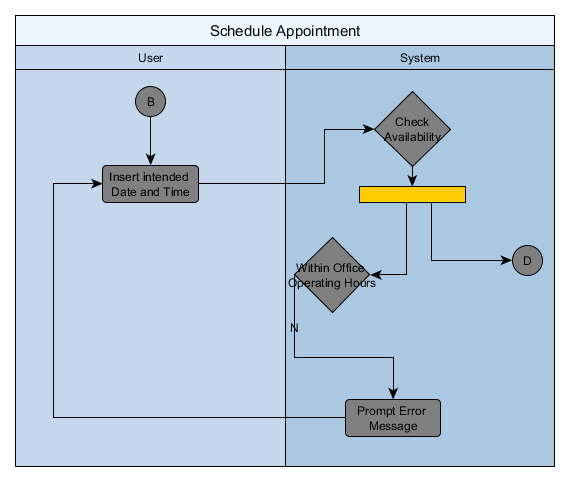 Schedule Appointment
User
System
B
Check
Availability
Insert intended
Date and Time
Within Office
Operating Hours
D
N
Prompt Error
Message